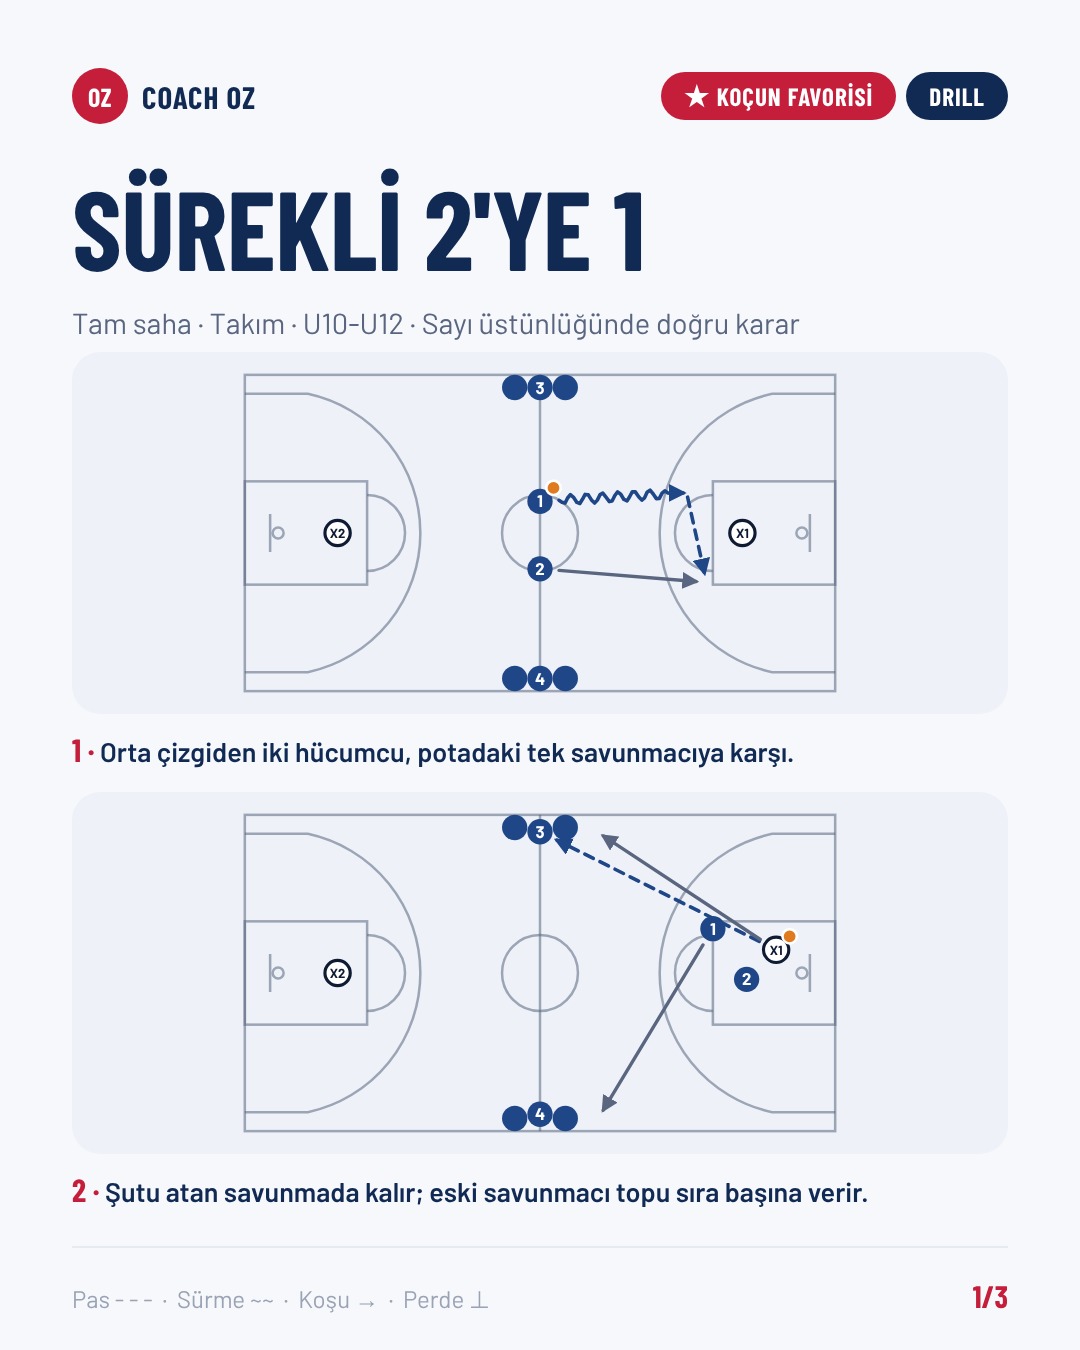 OZ COACH OZ ★ KOÇUN FAVORİSİ DRILL
SÜREKLİ 2'YE 1
Tam saha · Takım · U10-U12 · Sayı üstünlüğünde doğru karar
3
1
X2 X1
2
4
1 · Orta çizgiden iki hücumcu, potadaki tek savunmacıya karşı.
3
1
X1
X2 2
4
2 · Şutu atan savunmada kalır; eski savunmacı topu sıra başına verir.
Pas - - - · Sürme ~~ · Koşu → · Perde ⊥ 1/3